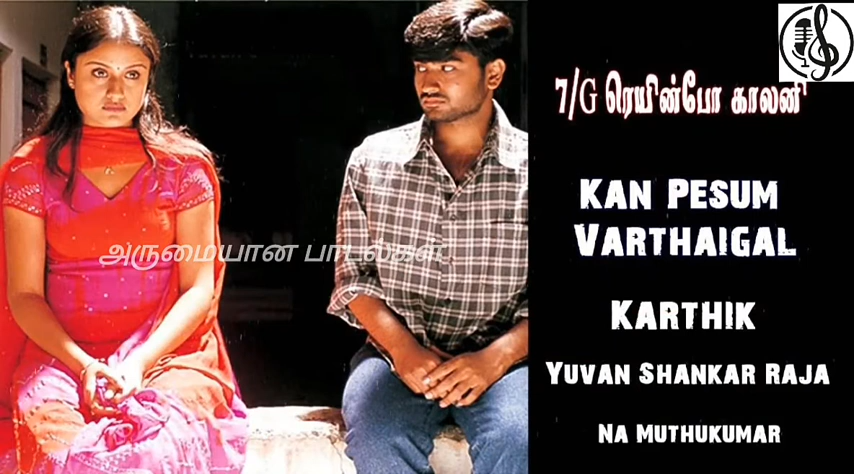 7/G ரெயின்போ காலனி
KAN PESUM
VARTHAIGAL
அருமையான பாடல்கள்
KARTHIK
YUVAN SHANKAR RAJA
NA MUTHUKUMAR